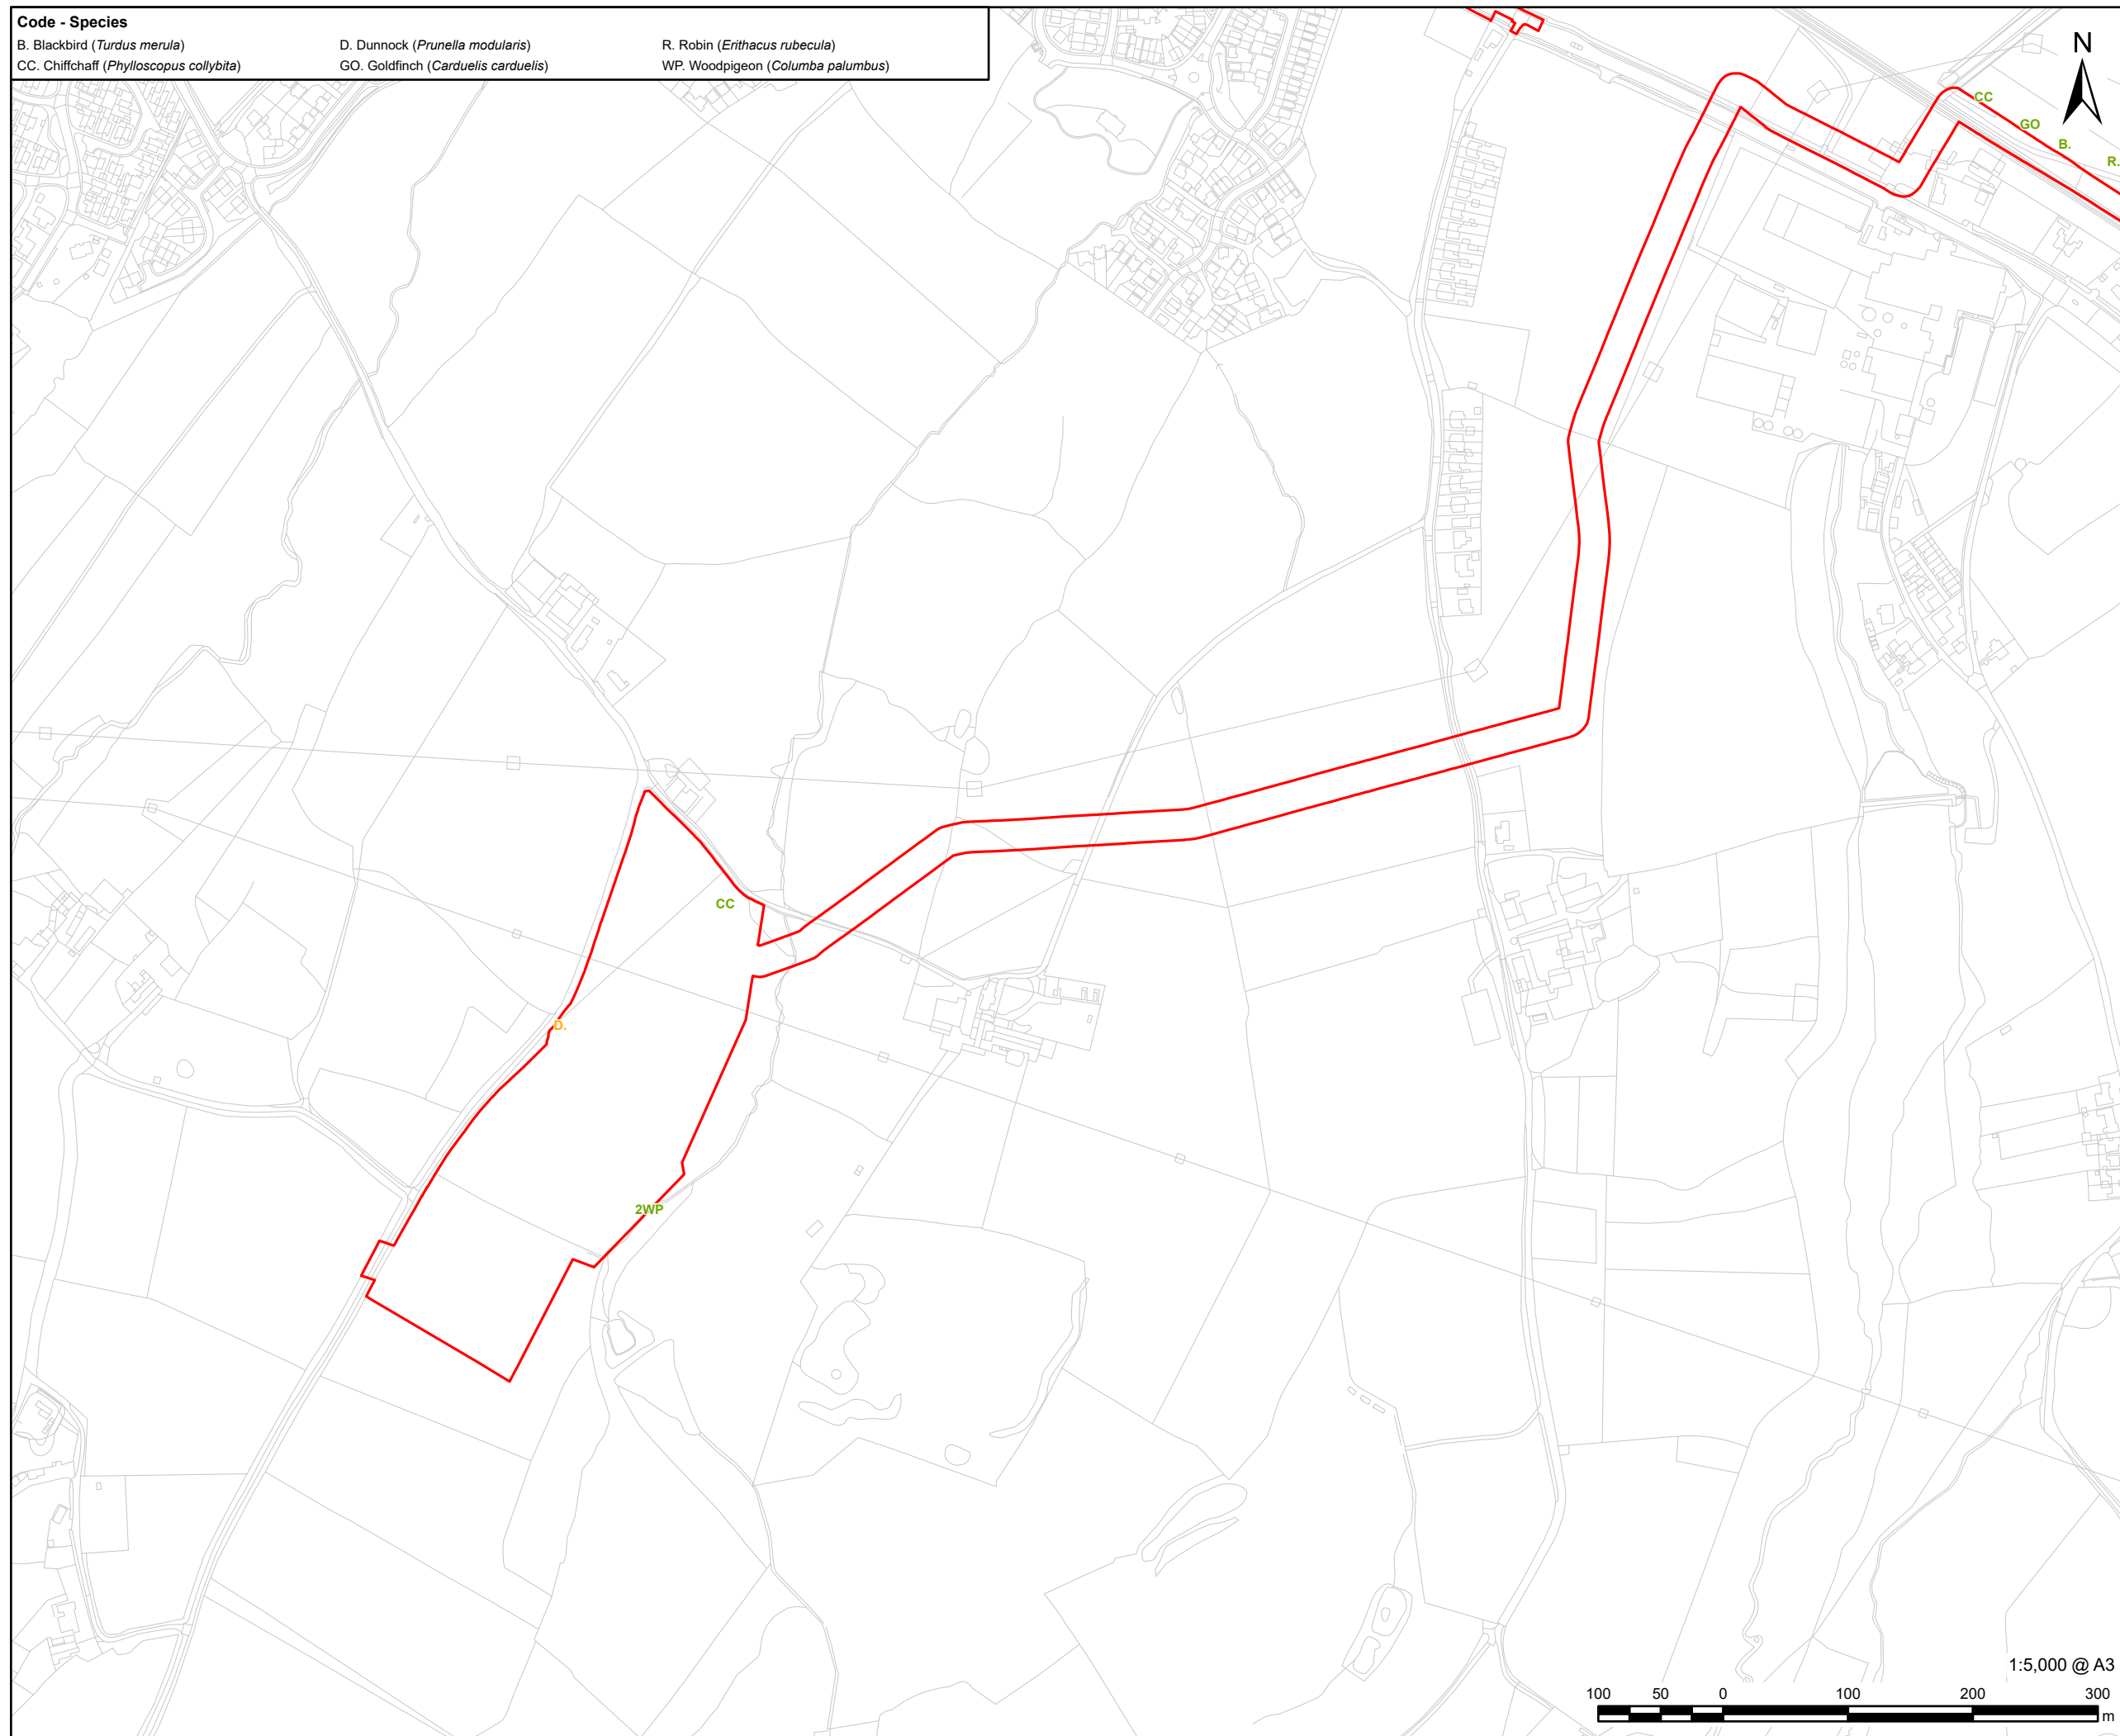 Code - Species
B. Blackbird (Turdus merula) D. Dunnock (Prunella modularis) R. Robin (Erithacus rubecula)
CC. Chiffchaff (Phylloscopus collybita) GO. Goldfinch (Carduelis carduelis) WP. Woodpigeon (Columba palumbus)
N
CC
GO
B.
R.
CC
D.
2WP
1:5,000 @ A3
100 50 0 100 200 300
m